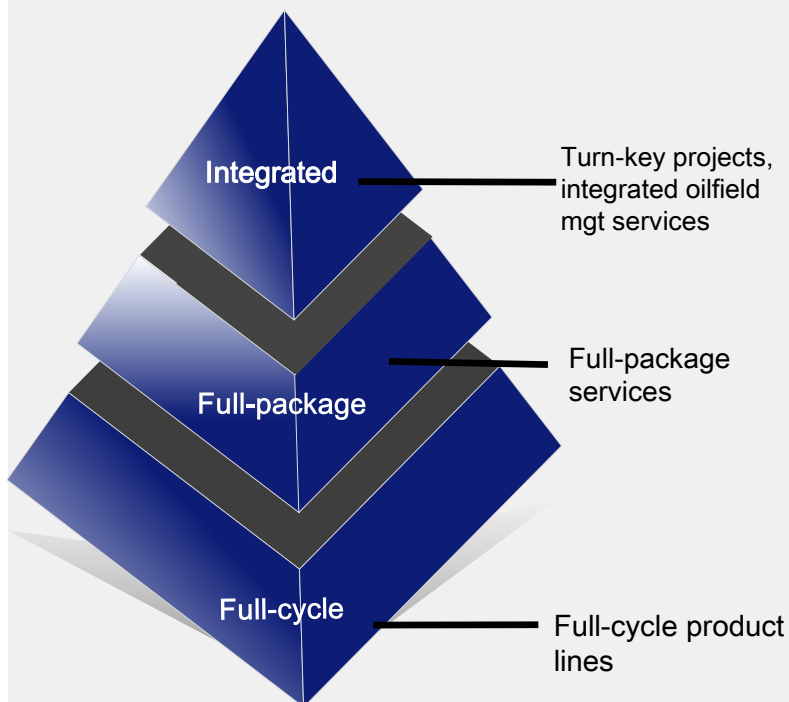 Integrated
Turn-key projects,
integrated oilfield
mgt services
Full-package
Full-package
services
Full-cycle
Full-cycle product
lines